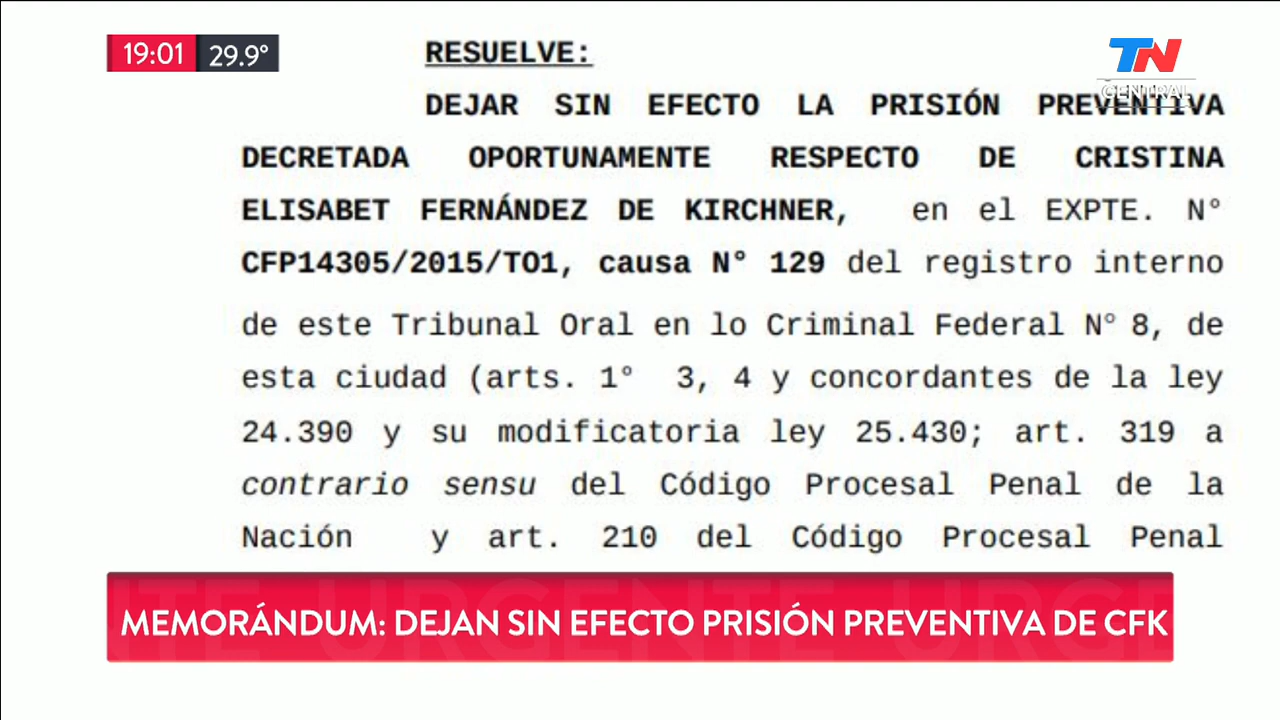 19:01 29.9°
TN
CENTRAL
RESUELVE:
DEJAR SIN EFECTO LA PRISIÓN PREVENTIVA
DECRETADA OPORTUNAMENTE RESPECTO DE CRISTINA
ELISABET FERNÁNDEZ DE KIRCHNER, en el EXPTE. N°
CFP14305/2015/TO1, causa N° 129 del registro interno
de este Tribunal Oral en lo Criminal Federal N° 8, de
esta ciudad (arts. 1° 3, 4 y concordantes de la ley
24.390 y su modificatoria ley 25.430; art. 319 a
contrario sensu del Código Procesal Penal de la
Nación y art. 210 del Código Procesal Penal
URGENTE
MEMORÁNDUM: DEJAN SIN EFECTO PRISIÓN PREVENTIVA DE CFK